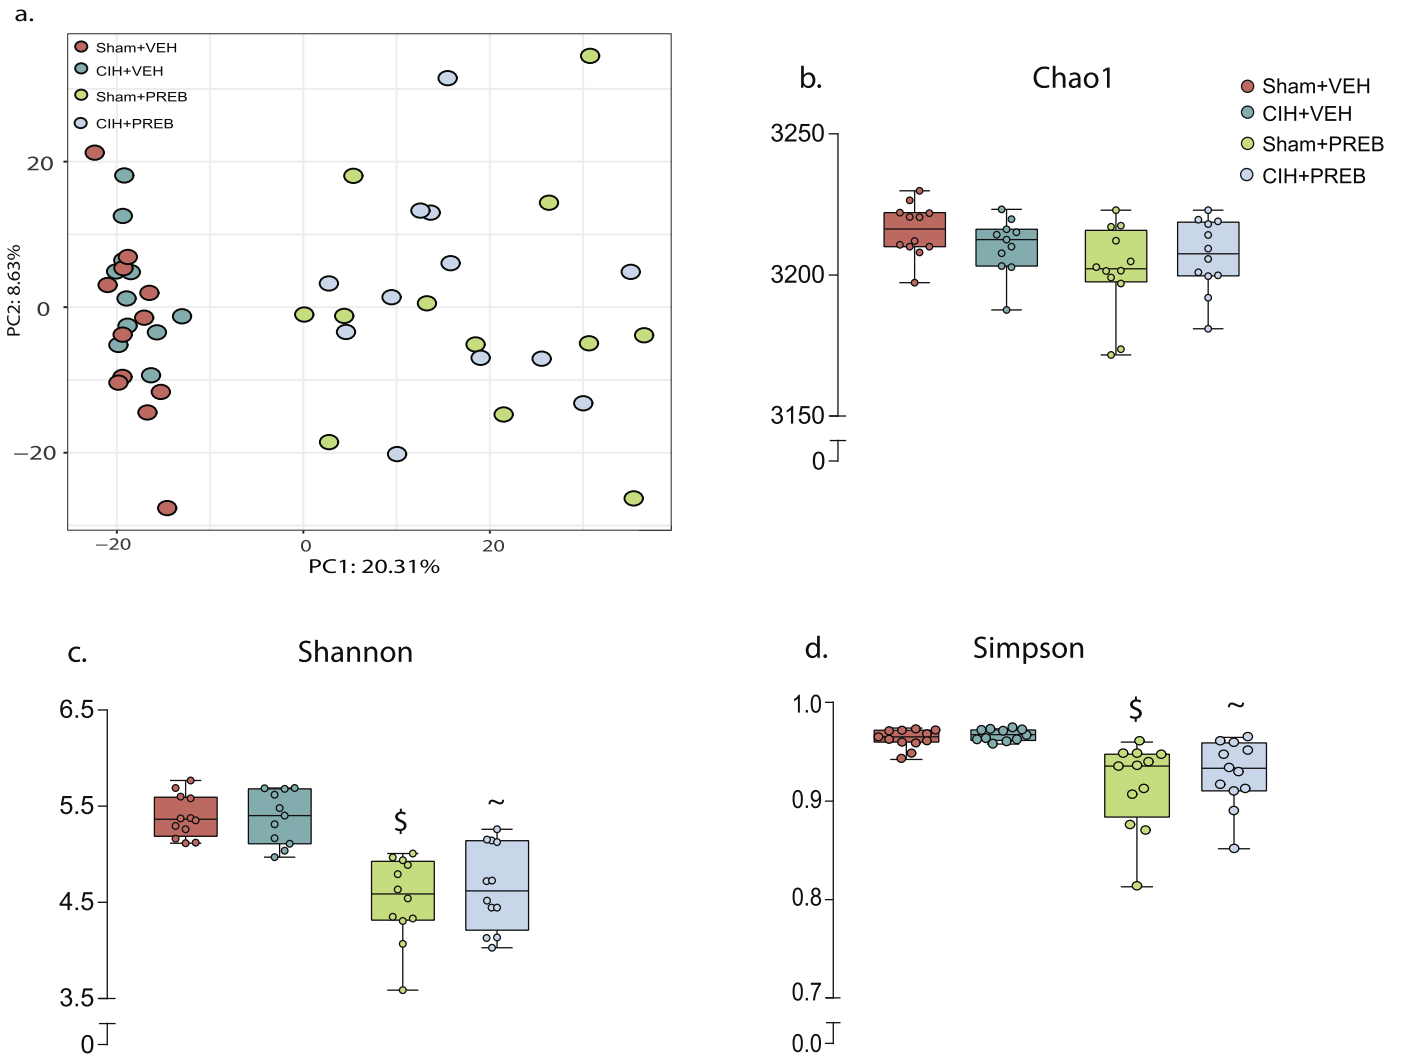 a.
Sham+VEH
CIH+VEH
Sham+PREB
CIH+PREB
20
0
−20
PC2: 8.63%
−20
0
20
PC1: 20.31%
b.
Chao1
Sham+VEH
CIH+VEH
Sham+PREB
CIH+PREB
3250
3200
3150
0
c.
Shannon
6.5
5.5
4.5
3.5
0
$
~
d.
Simpson
1.0
0.9
0.8
0.7
0.0
$
~